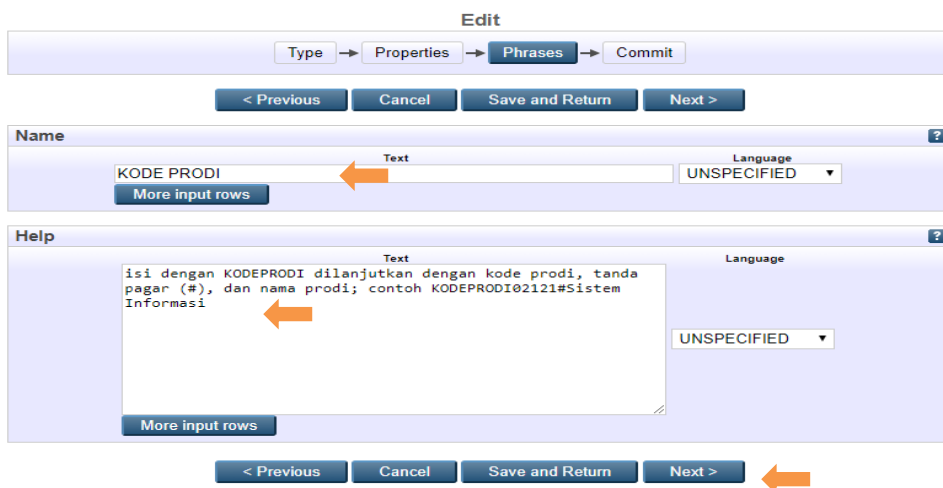 Edit
Type Properties Phrases Commit
< Previous Cancel Save and Return Next >
Name ?
Text Language
KODE PRODI UNSPECIFIED
More input rows
Help ?
Text Language
isi dengan KODEPRODI dilanjutkan dengan kode prodi, tanda
pagar (#), dan nama prodi; contoh KODEPRODI02121#Sistem
Informasi
UNSPECIFIED
More input rows
< Previous Cancel Save and Return Next >